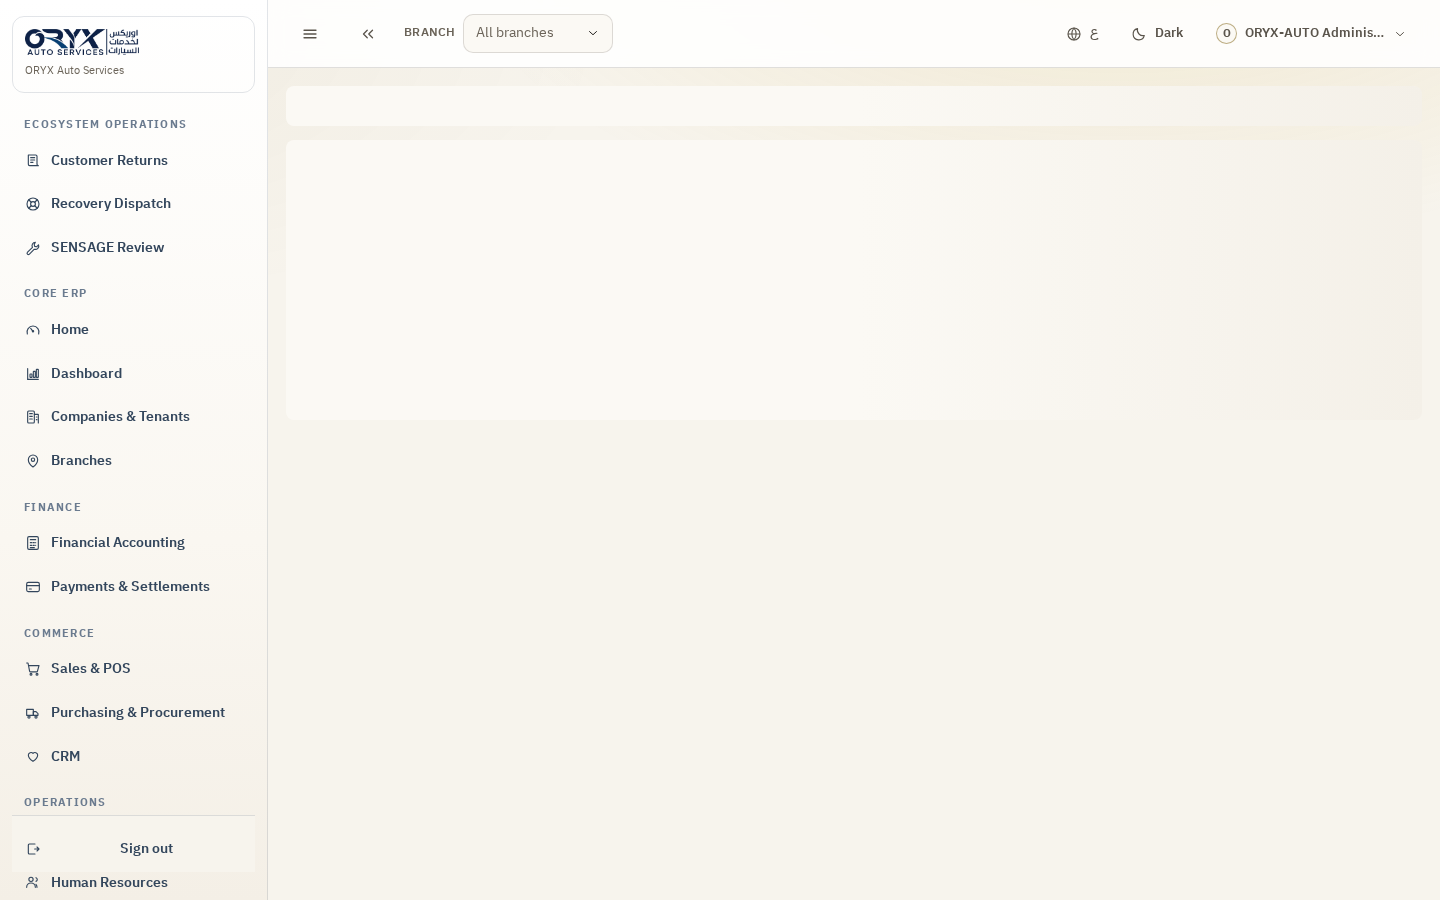 ORYX
AUTO SERVICES
اوريكس
لخدمات
السيارات
ORYX Auto Services
ECOSYSTEM OPERATIONS
Customer Returns
Recovery Dispatch
SENSAGE Review
CORE ERP
Home
Dashboard
Companies & Tenants
Branches
FINANCE
Financial Accounting
Payments & Settlements
COMMERCE
Sales & POS
Purchasing & Procurement
CRM
OPERATIONS
Sign out
Human Resources
BRANCH
All branches
ع
Dark
O
ORYX-AUTO Adminis...